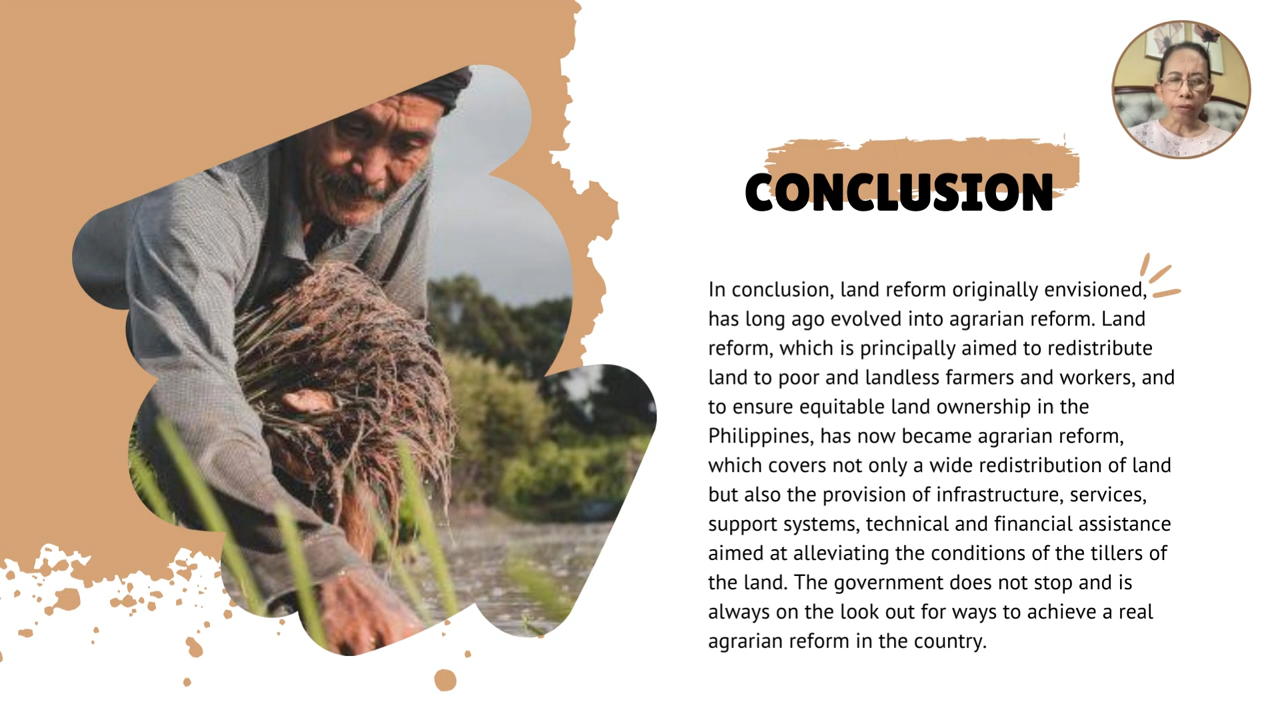 CONCLUSION
In conclusion, land reform originally envisioned,
has long ago evolved into agrarian reform. Land
reform, which is principally aimed to redistribute
land to poor and landless farmers and workers, and
to ensure equitable land ownership in the
Philippines, has now became agrarian reform,
which covers not only a wide redistribution of land
but also the provision of infrastructure, services,
support systems, technical and financial assistance
aimed at alleviating the conditions of the tillers of
the land. The government does not stop and is
always on the look out for ways to achieve a real
agrarian reform in the country.